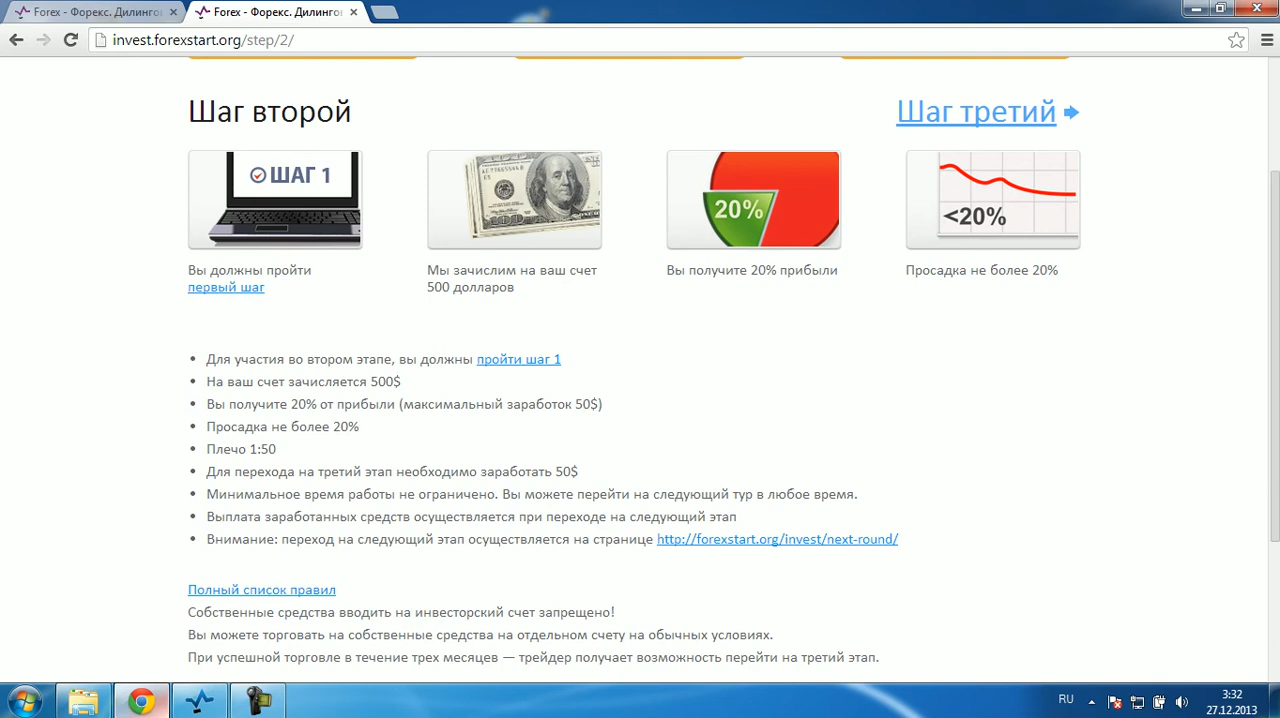 Forex - Форекс. Дилингов
Forex - Форекс. Дилингов
invest.forexstart.org/step/2/
Шаг второй
Шаг третий
ШАГ 1
20%
<20%
Вы должны пройти
первый шаг
Мы зачислим на ваш счет
500 долларов
Вы получите 20% прибыли
Просадка не более 20%
Для участия во втором этапе, вы должны пройти шаг 1
На ваш счет зачисляется 500$
Вы получите 20% от прибыли (максимальный заработок 50$)
Просадка не более 20%
Плечо 1:50
Для перехода на третий этап необходимо заработать 50$
Минимальное время работы не ограничено. Вы можете перейти на следующий тур в любое время.
Выплата заработанных средств осуществляется при переходе на следующий этап
Внимание: переход на следующий этап осуществляется на странице http://forexstart.org/invest/next-round/
Полный список правил
Собственные средства вводить на инвесторский счет запрещено!
Вы можете торговать на собственные средства на отдельном счету на обычных условиях.
При успешной торговле в течение трех месяцев — трейдер получает возможность перейти на третий этап.
RU
3:32
27.12.2013